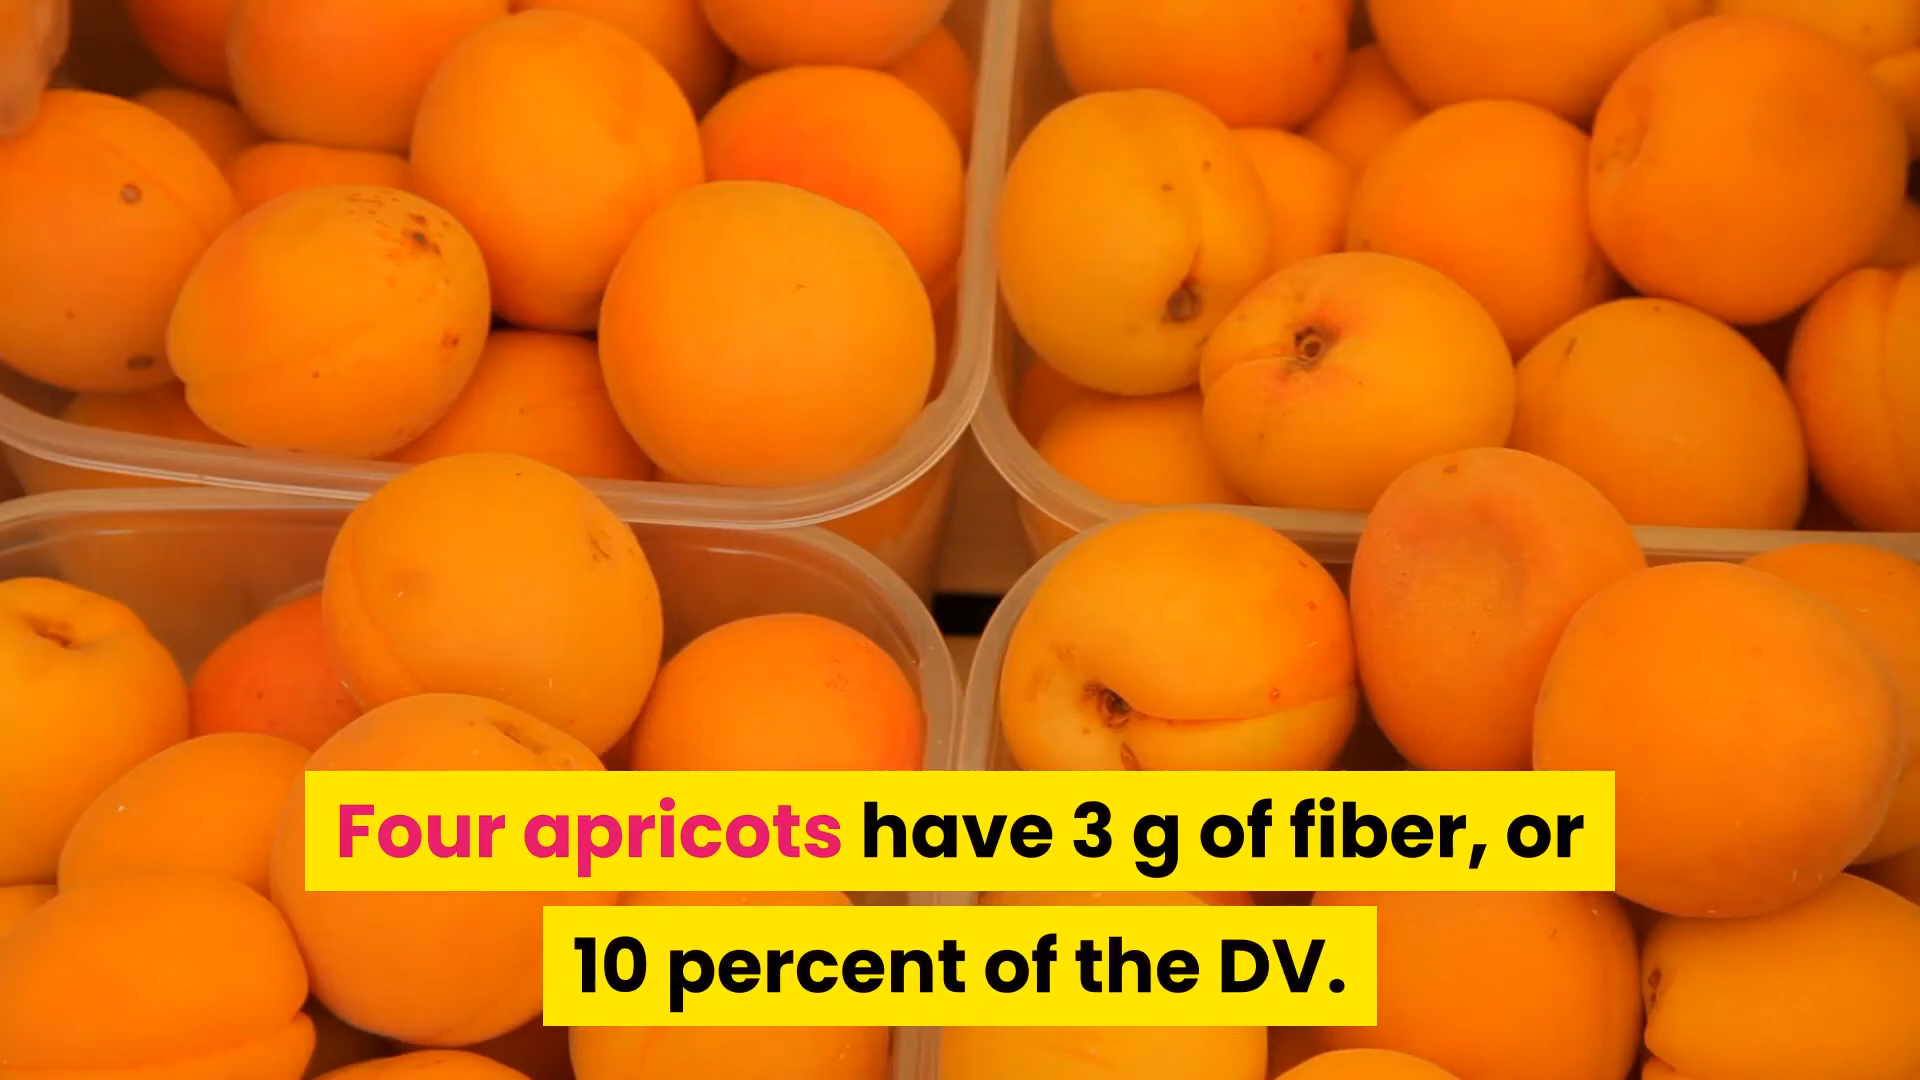 Four apricots have 3 g of fiber, or
10 percent of the DV.